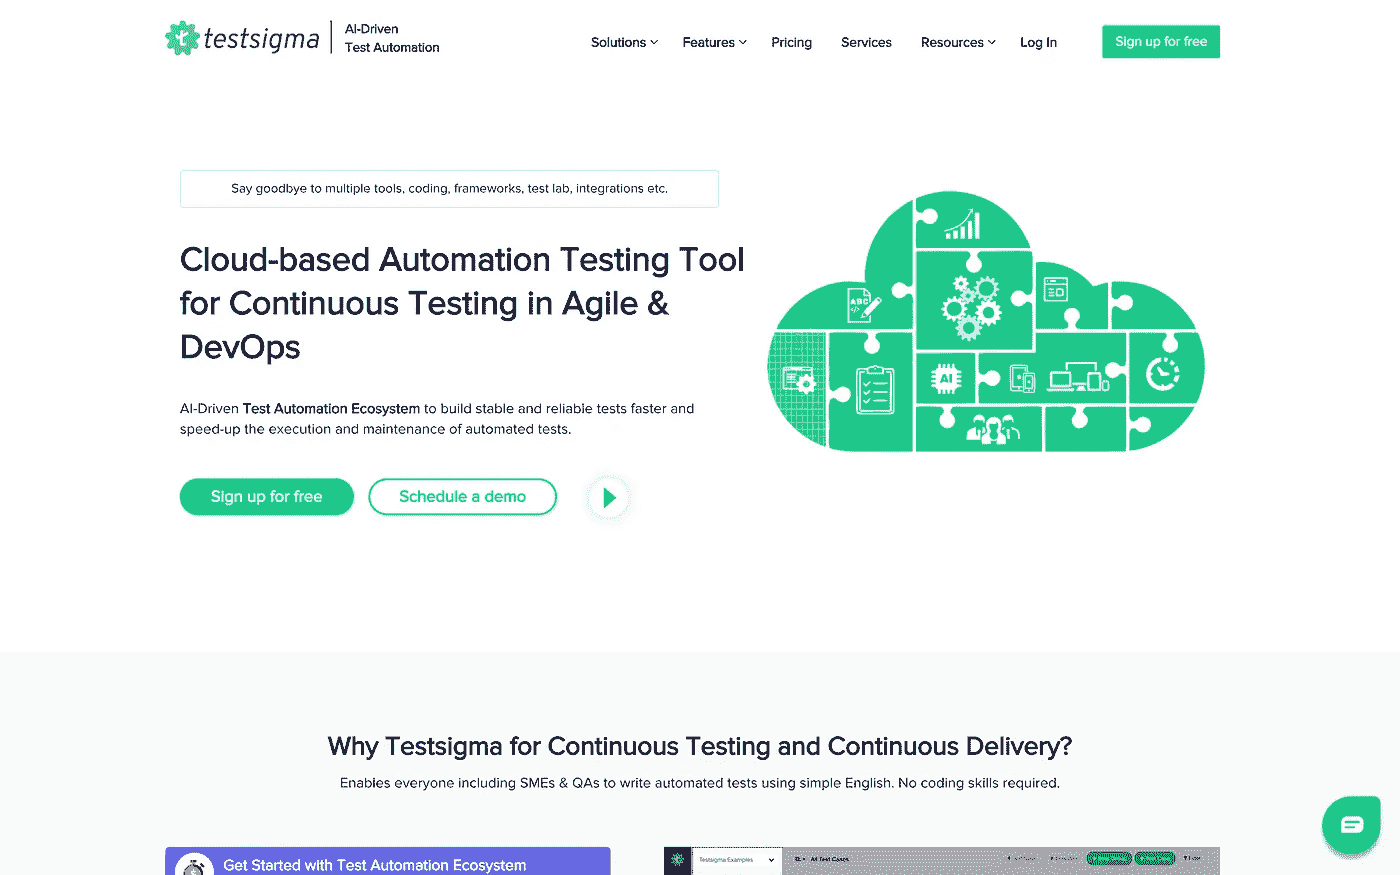 testsigma
AI-Driven
Test Automation
Solutions
Features
Pricing
Services
Resources
Log In
Sign up for free
Say goodbye to multiple tools, coding, frameworks, test lab, integrations etc.
Cloud-based Automation Testing Tool
for Continuous Testing in Agile &
DevOps
AI-Driven Test Automation Ecosystem to build stable and reliable tests faster and
speed-up the execution and maintenance of automated tests.
Sign up for free
Schedule a demo
ABC
</>
AI
Why Testsigma for Continuous Testing and Continuous Delivery?
Enables everyone including SMEs & QAs to write automated tests using simple English. No coding skills required.
Get Started with Test Automation Ecosystem
Testsigma Examples
All Test Cases